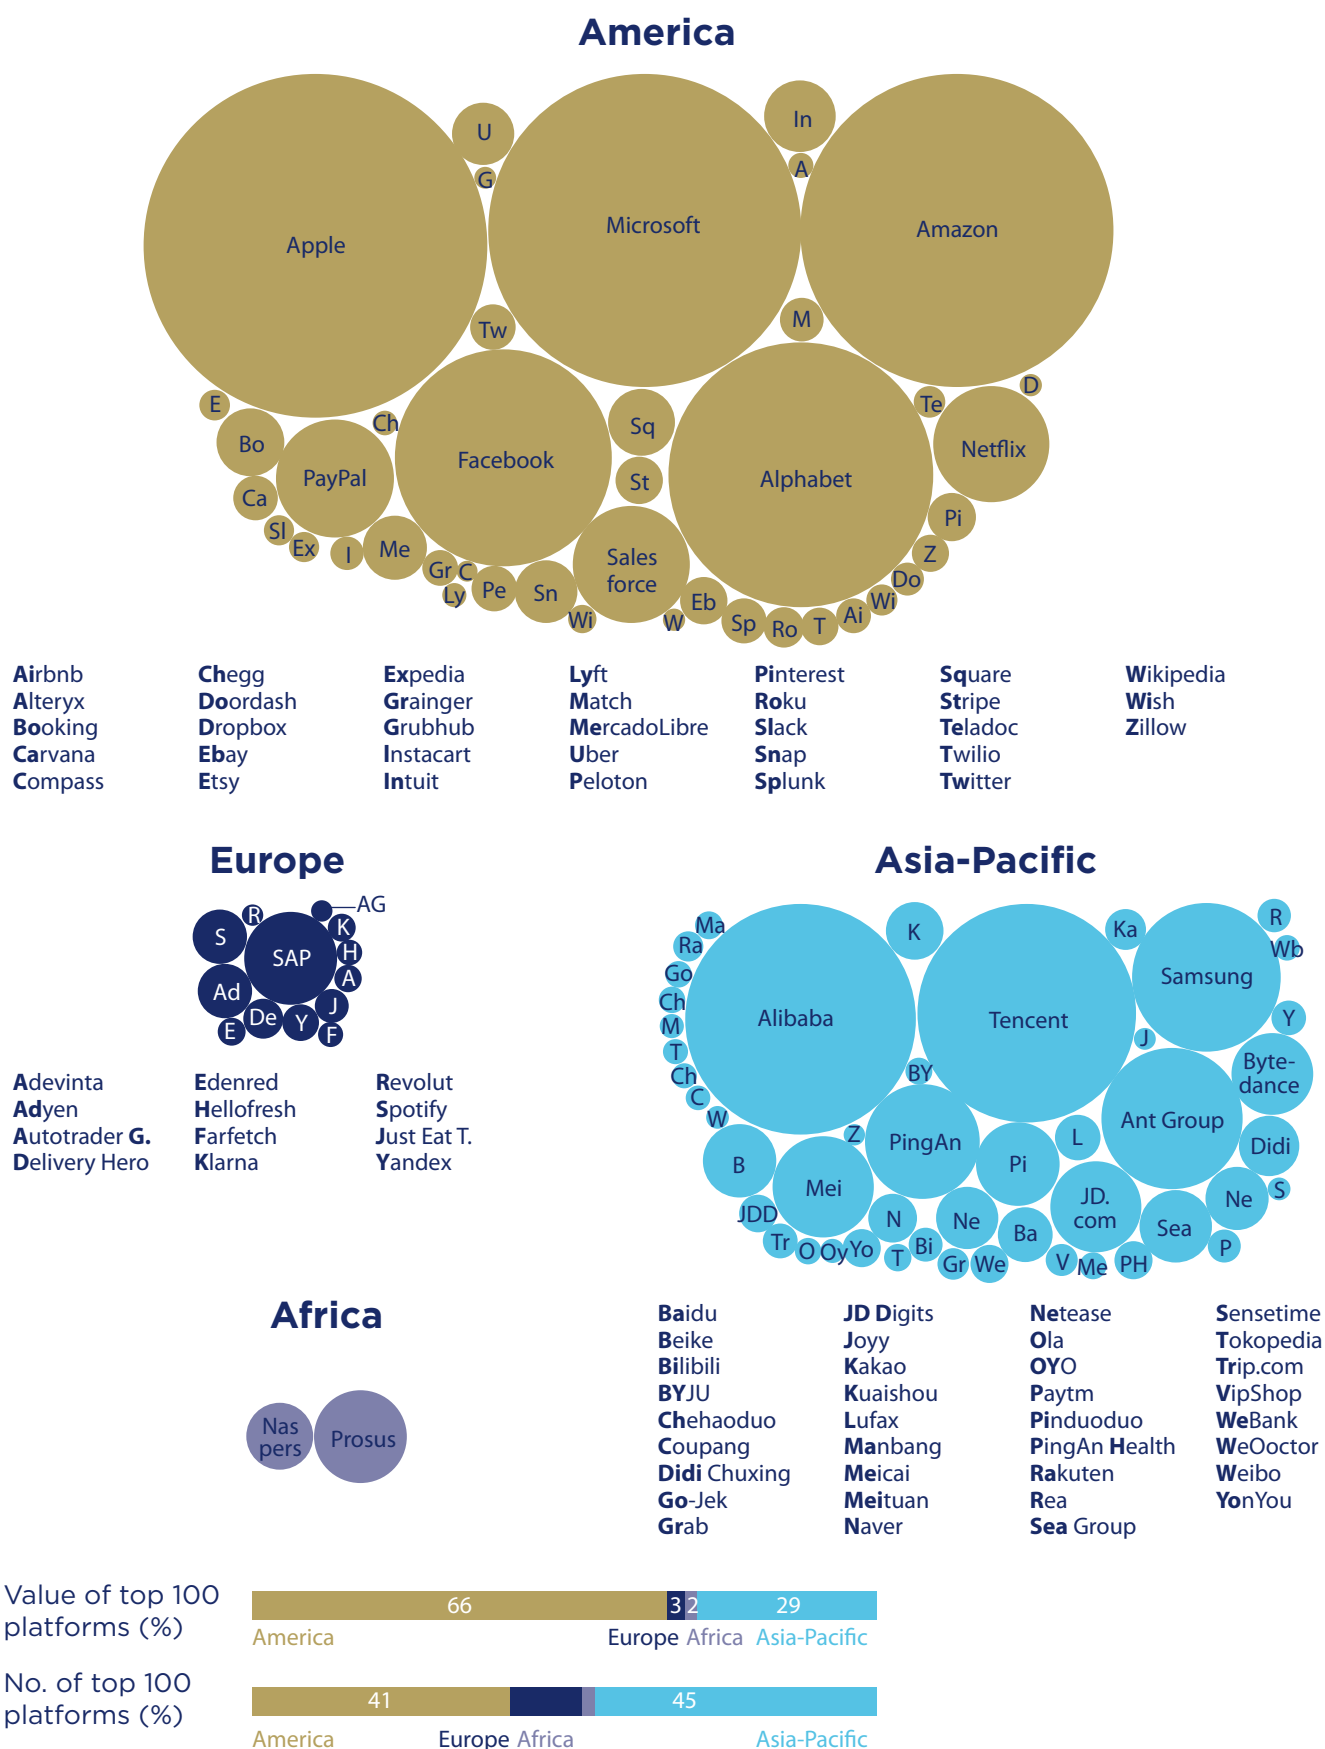 America
U
In
G
A
Apple
Microsoft
Amazon
Tw
M
E
Ch
D
Te
Bo
Sq
PayPal
Facebook
St
Alphabet
Netflix
Ca
Sl
Ex
I
Me
Gr
C
Ly
Pe
Sn
Wi
Sales
force
W
Eb
Sp
Ro
T
Ai
Wi
Do
Z
Pi
Airbnb
Alteryx
Booking
Carvana
Compass
Chegg
Doordash
Dropbox
Ebay
Etsy
Expedia
Grainger
Grubhub
Instacart
Intuit
Lyft
Match
MercadoLibre
Uber
Peloton
Pinterest
Roku
Slack
Snap
Splunk
Square
Stripe
Teladoc
Twilio
Twitter
Wikipedia
Wish
Zillow
Europe
S
R
AG
K
SAP
H
A
Ad
J
De
Y
E
F
Adevinta
Adyen
Autotrader G.
Delivery Hero
Edenred
Hellofresh
Farfetch
Klarna
Revolut
Spotify
Just Eat T.
Yandex
Asia-Pacific
Ma
Ra
Go
Ch
M
T
Ch
C
W
Alibaba
K
Tencent
Ka
Samsung
R
Wb
Y
J
BY
Byte-
dance
Z
PingAn
Ant Group
L
Didi
B
Mei
Pi
JD.
com
Ne
S
JDD
Tr
O
Oy
Yo
N
T
Bi
Ne
Gr
We
Ba
V
Me
PH
Sea
P
Baidu
Beike
Bilibili
BYJU
Chehaoduo
Coupang
Didi Chuxing
Go-Jek
Grab
JD Digits
Joyy
Kakao
Kuaishou
Lufax
Manbang
Meicai
Meituan
Naver
Netease
Ola
OYO
Paytm
Pinduoduo
PingAn Health
Rakuten
Rea
Sea Group
Sensetime
Tokopedia
Trip.com
VipShop
WeBank
WeOoctor
Weibo
YonYou
Africa
Nas
pers
Prosus
Value of top 100
platforms (%)
66
3
2
29
America
Europe
Africa
Asia-Pacific
No. of top 100
platforms (%)
41
45
America
Europe
Africa
Asia-Pacific